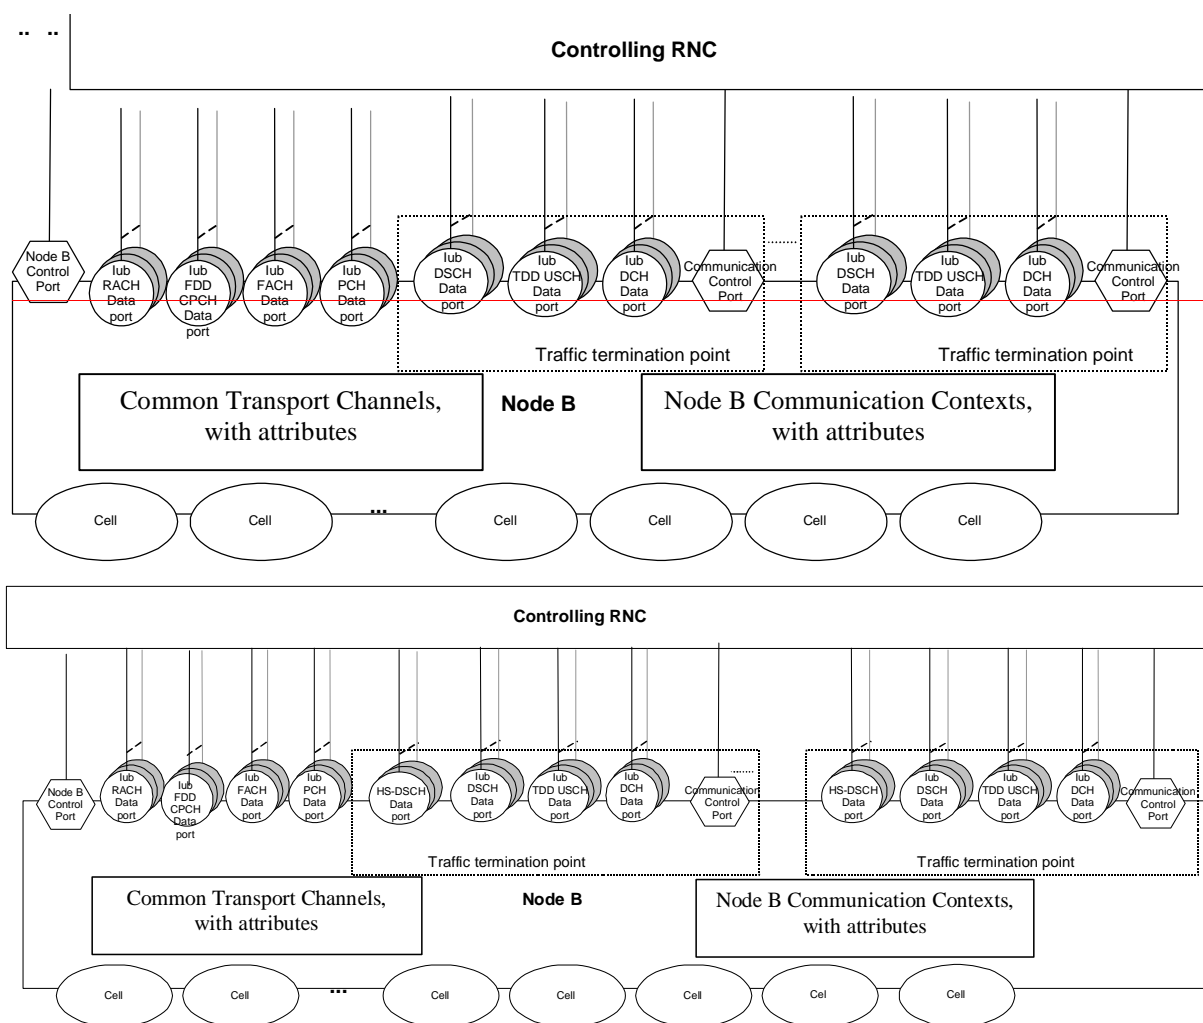 .. ..
Controlling RNC
Node B
Control
Port
Iub
RACH
Data
port
Iub
FDD
CPCH
Data
port
Iub
FACH
Data
port
Iub
PCH
Data
port
Iub
DSCH
Data
port
Iub
TDD USCH
Data
port
Iub
DCH
Data
port
Communication
Control
Port
Iub
DSCH
Data
port
Iub
TDD USCH
Data
port
Iub
DCH
Data
port
Communication
Control
Port
Traffic termination point
Traffic termination point
Common Transport Channels,
with attributes
Node B
Node B Communication Contexts,
with attributes
Cell
Cell
...
Cell
Cell
Cell
Cell
Controlling RNC
Node B
Control
Port
Iub
RACH
Data
port
Iub
FDD
CPCH
Data
port
Iub
FACH
Data
port
Iub
PCH
Data
port
HS-DSCH
Data
port
Iub
DSCH
Data
port
Iub
TDD USCH
Data
port
Iub
DCH
Data
port
Communication
Control
Port
HS-DSCH
Data
port
Iub
DSCH
Data
port
Iub
TDD USCH
Data
port
Iub
DCH
Data
port
Communication
Control
Port
Traffic termination point
Traffic termination point
Common Transport Channels,
with attributes
Node B
Node B Communication Contexts,
with attributes
Cell
Cell
...
Cell
Cell
Cell
Cel
Cell